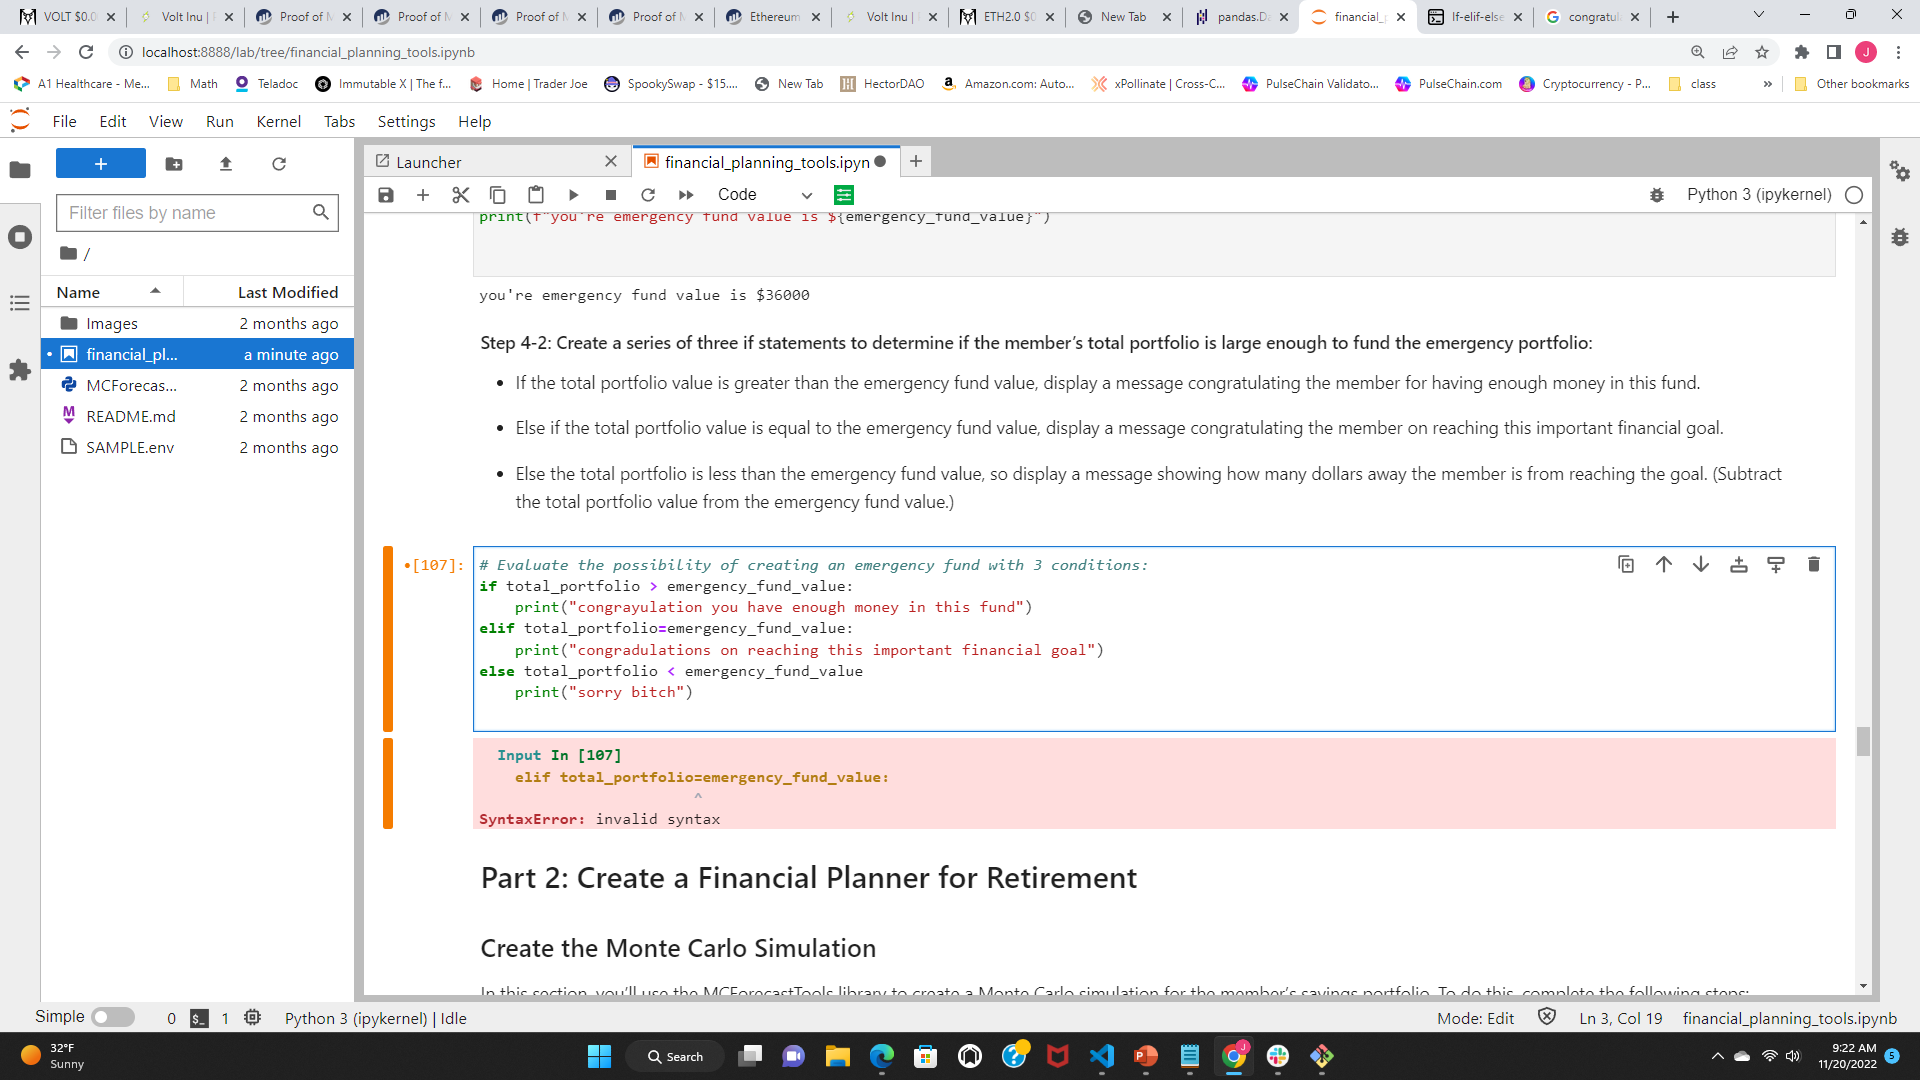 VOLT $0.0
Volt Inu | F
Proof of M
Proof of M
Proof of M
Proof of M
Ethereum
Volt Inu |
ETH2.0 $0
New Tab
pandas.Da
financial_
If-elif-else
congratul
localhost:8888/lab/tree/financial_planning_tools.ipynb
J
A1 Healthcare - Me...
Math
Teladoc
Immutable X | The f...
Home | Trader Joe
SpookySwap - $15....
New Tab
HectorDAO
Amazon.com: Auto...
xPollinate | Cross-C...
PulseChain Validato...
PulseChain.com
Cryptocurrency - P...
class
»
Other bookmarks
File Edit View Run Kernel Tabs Settings Help
Launcher
financial_planning_tools.ipyn
Code
Python 3 (ipykernel)
Filter files by name
/
Name Last Modified
Images 2 months ago
financial_pl... a minute ago
MCForecas... 2 months ago
README.md 2 months ago
SAMPLE.env 2 months ago
print(f"you're emergency fund value is ${emergency_fund_value}")
you're emergency fund value is $36000
Step 4-2: Create a series of three if statements to determine if the member’s total portfolio is large enough to fund the emergency portfolio:
• If the total portfolio value is greater than the emergency fund value, display a message congratulating the member for having enough money in this fund.
• Else if the total portfolio value is equal to the emergency fund value, display a message congratulating the member on reaching this important financial goal.
• Else the total portfolio is less than the emergency fund value, so display a message showing how many dollars away the member is from reaching the goal. (Subtract
the total portfolio value from the emergency fund value.)
•[107]:
# Evaluate the possibility of creating an emergency fund with 3 conditions:
if total_portfolio > emergency_fund_value:
    print("congrayulation you have enough money in this fund")
elif total_portfolio=emergency_fund_value:
    print("congradulations on reaching this important financial goal")
else total_portfolio < emergency_fund_value
    print("sorry bitch")
Input In [107]
elif total_portfolio=emergency_fund_value:
^
SyntaxError: invalid syntax
Part 2: Create a Financial Planner for Retirement
Create the Monte Carlo Simulation
In this section, you’ll use the MCForecastTools library to create a Monte Carlo simulation for the member’s savings portfolio. To do this, complete the following steps:
Simple 0 $_ 1 Python 3 (ipykernel) | Idle
Mode: Edit Ln 3, Col 19 financial_planning_tools.ipynb
32°F
Sunny
Search
9:22 AM
11/20/2022
5